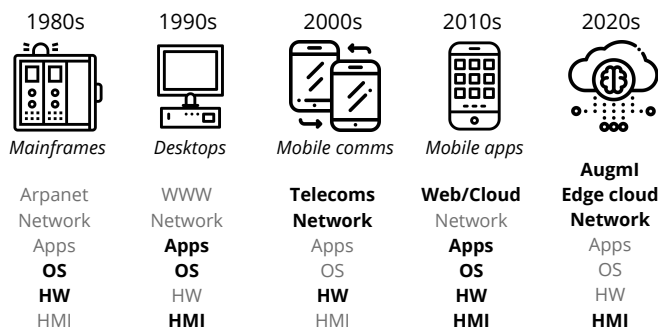 1980s
Mainframes
Arpanet
Network
Apps
OS
HW
HMI
1990s
Desktops
WWW
Network
Apps
OS
HW
HMI
2000s
Mobile comms
Telecoms
Network
Apps
OS
HW
HMI
2010s
Mobile apps
Web/Cloud
Network
Apps
OS
HW
HMI
2020s
AugmI
Edge cloud
Network
Apps
OS
HW
HMI